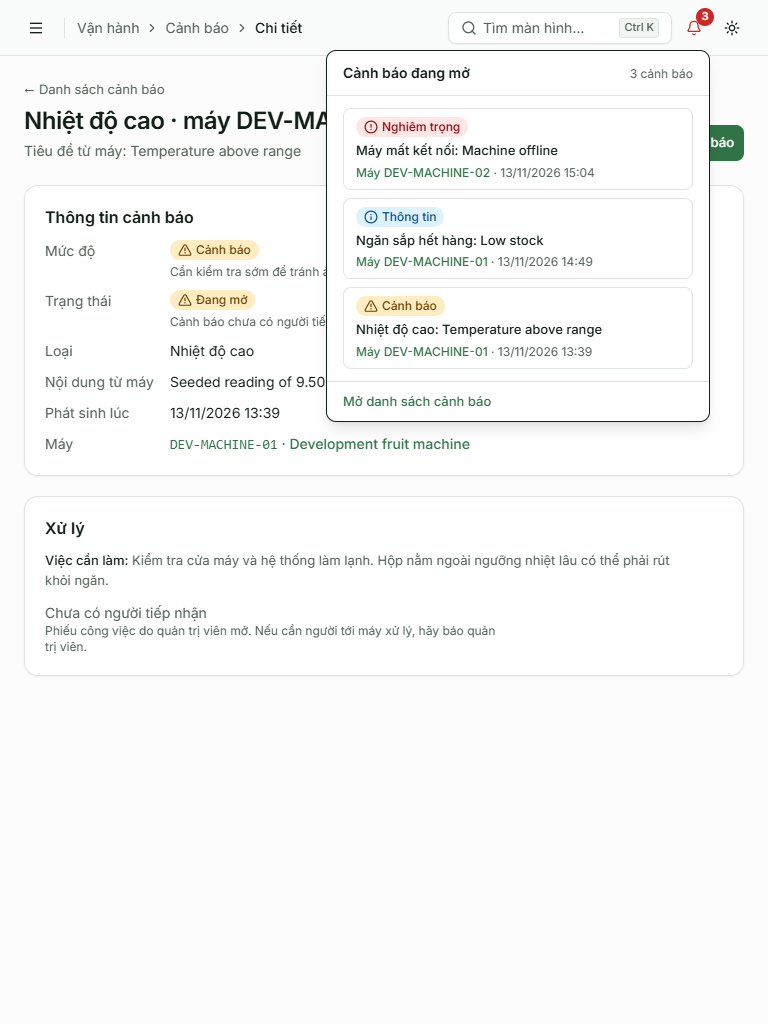 Vận hành > Cảnh báo > Chi tiết
Tìm màn hình... Ctrl K
3
← Danh sách cảnh báo
Nhiệt độ cao · máy DEV-MA
Tiêu đề từ máy: Temperature above range
báo
Cảnh báo đang mở
3 cảnh báo
Nghiêm trọng
Máy mất kết nối: Machine offline
Máy DEV-MACHINE-02 · 13/11/2026 15:04
Thông tin
Ngăn sắp hết hàng: Low stock
Máy DEV-MACHINE-01 · 13/11/2026 14:49
Cảnh báo
Nhiệt độ cao: Temperature above range
Máy DEV-MACHINE-01 · 13/11/2026 13:39
Mở danh sách cảnh báo
Thông tin cảnh báo
Mức độ
Cảnh báo
Cần kiểm tra sớm để tránh
Trạng thái
Đang mở
Cảnh báo chưa có người
Loại
Nhiệt độ cao
Nội dung từ máy
Seeded reading of 9.50
Phát sinh lúc
13/11/2026 13:39
Máy
DEV-MACHINE-01 · Development fruit machine
Xử lý
Việc cần làm: Kiểm tra cửa máy và hệ thống làm lạnh. Hộp nằm ngoài ngưỡng nhiệt lâu có thể phải rút
khỏi ngăn.
Chưa có người tiếp nhận
Phiếu công việc do quản trị viên mở. Nếu cần người tới máy xử lý, hãy báo quản
trị viên.